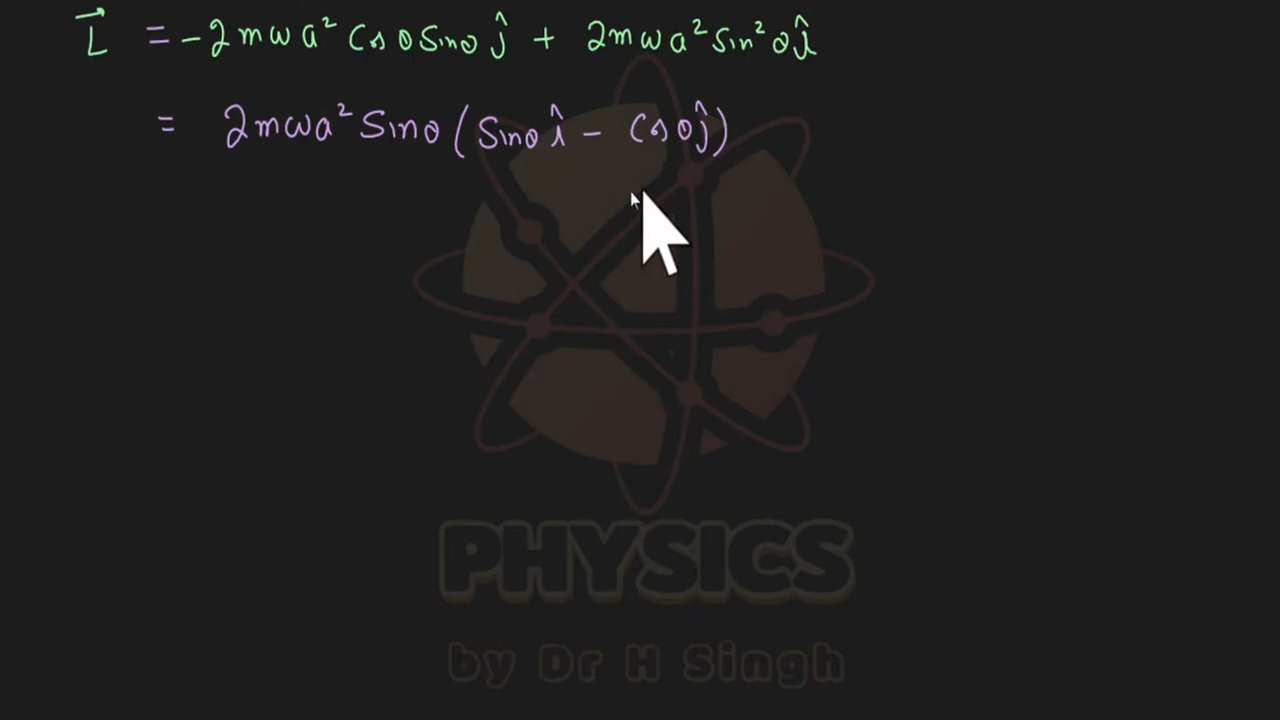 L⃗ = -2mωa² Cosθ Sinθ ĵ + 2mωa² Sin²θ î
= 2mωa² Sinθ (Sinθ î - Cosθ ĵ)
PHYSICS
by Dr H Singh